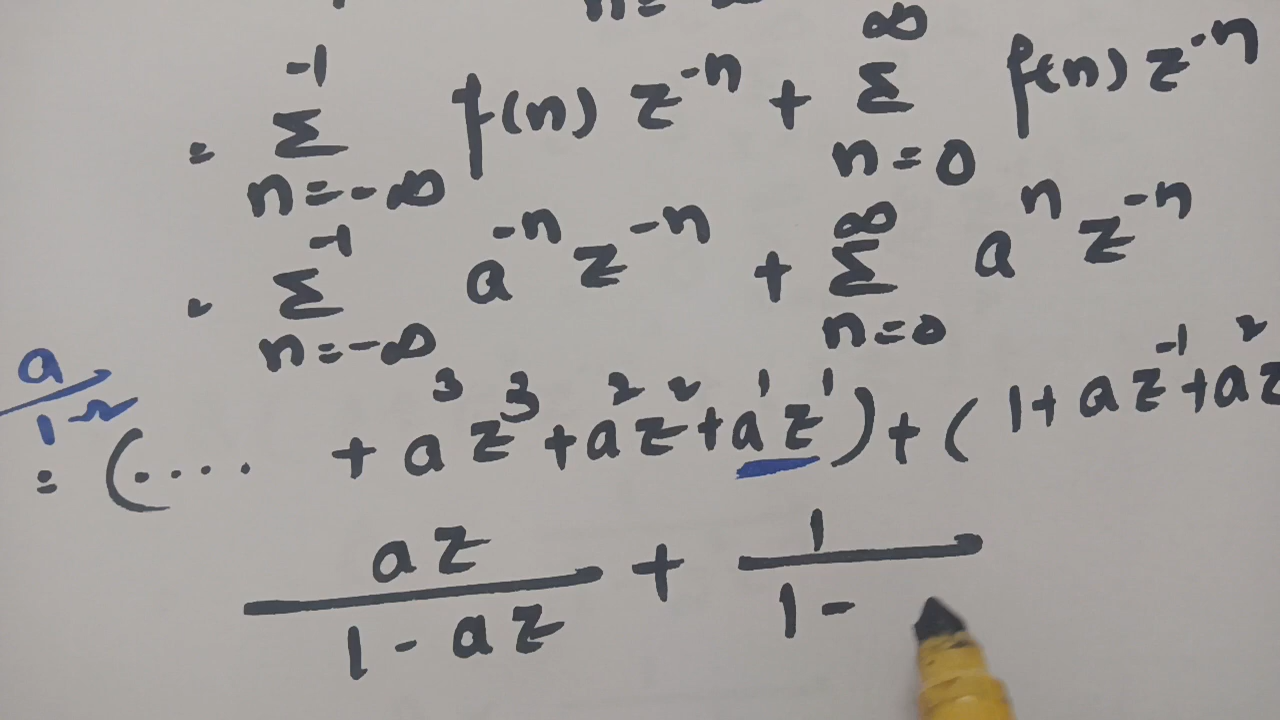 n=
= Σ_{n=-∞}^{-1} f(n) z^{-n} + Σ_{n=0}^{∞} f(n) z^{-n}
= Σ_{n=-∞}^{-1} a^{-n} z^{-n} + Σ_{n=0}^{∞} a^{n} z^{-n}
a/1-r
= (.... + a^3 z^3 + a^2 z^2 + a^1 z^1) + (1 + a z^{-1} + a^2 z
az/1-az + 1/1-